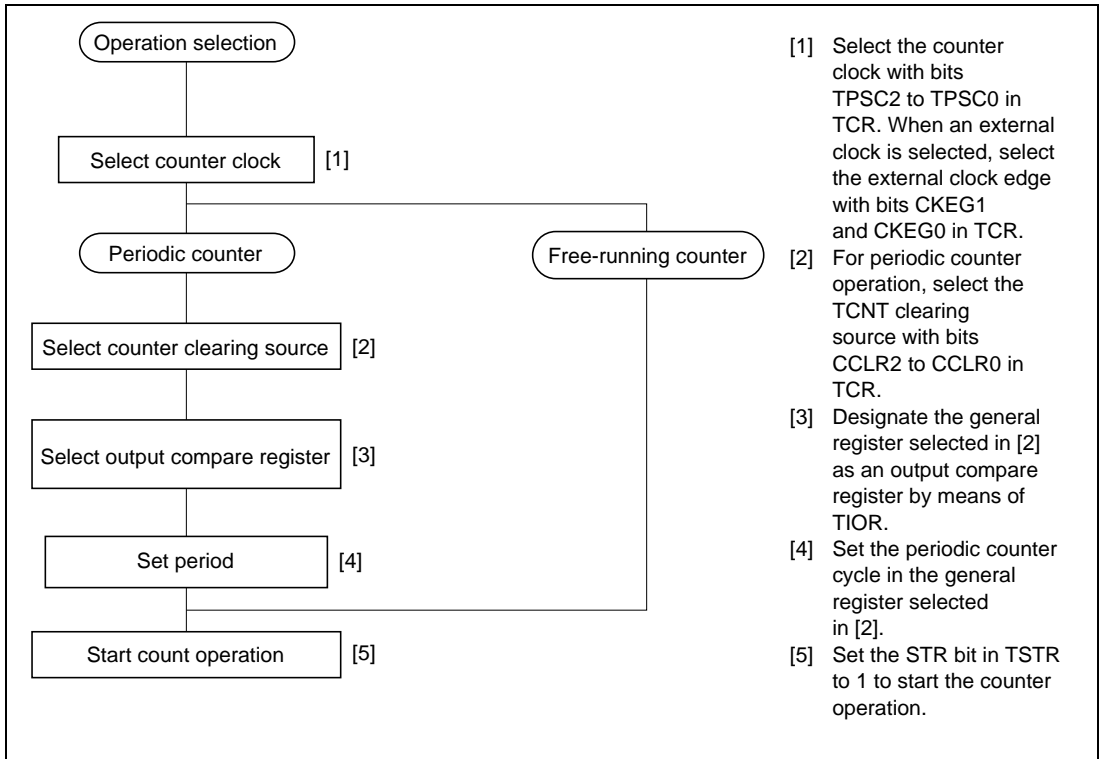 Operation selection
Select counter clock [1]
Periodic counter
Free-running counter
Select counter clearing source [2]
Select output compare register [3]
Set period [4]
Start count operation [5]
[1] Select the counter
clock with bits
TPSC2 to TPSC0 in
TCR. When an external
clock is selected, select
the external clock edge
with bits CKEG1
and CKEG0 in TCR.
[2] For periodic counter
operation, select the
TCNT clearing
source with bits
CCLR2 to CCLR0 in
TCR.
[3] Designate the general
register selected in [2]
as an output compare
register by means of
TIOR.
[4] Set the periodic counter
cycle in the general
register selected
in [2].
[5] Set the STR bit in TSTR
to 1 to start the counter
operation.